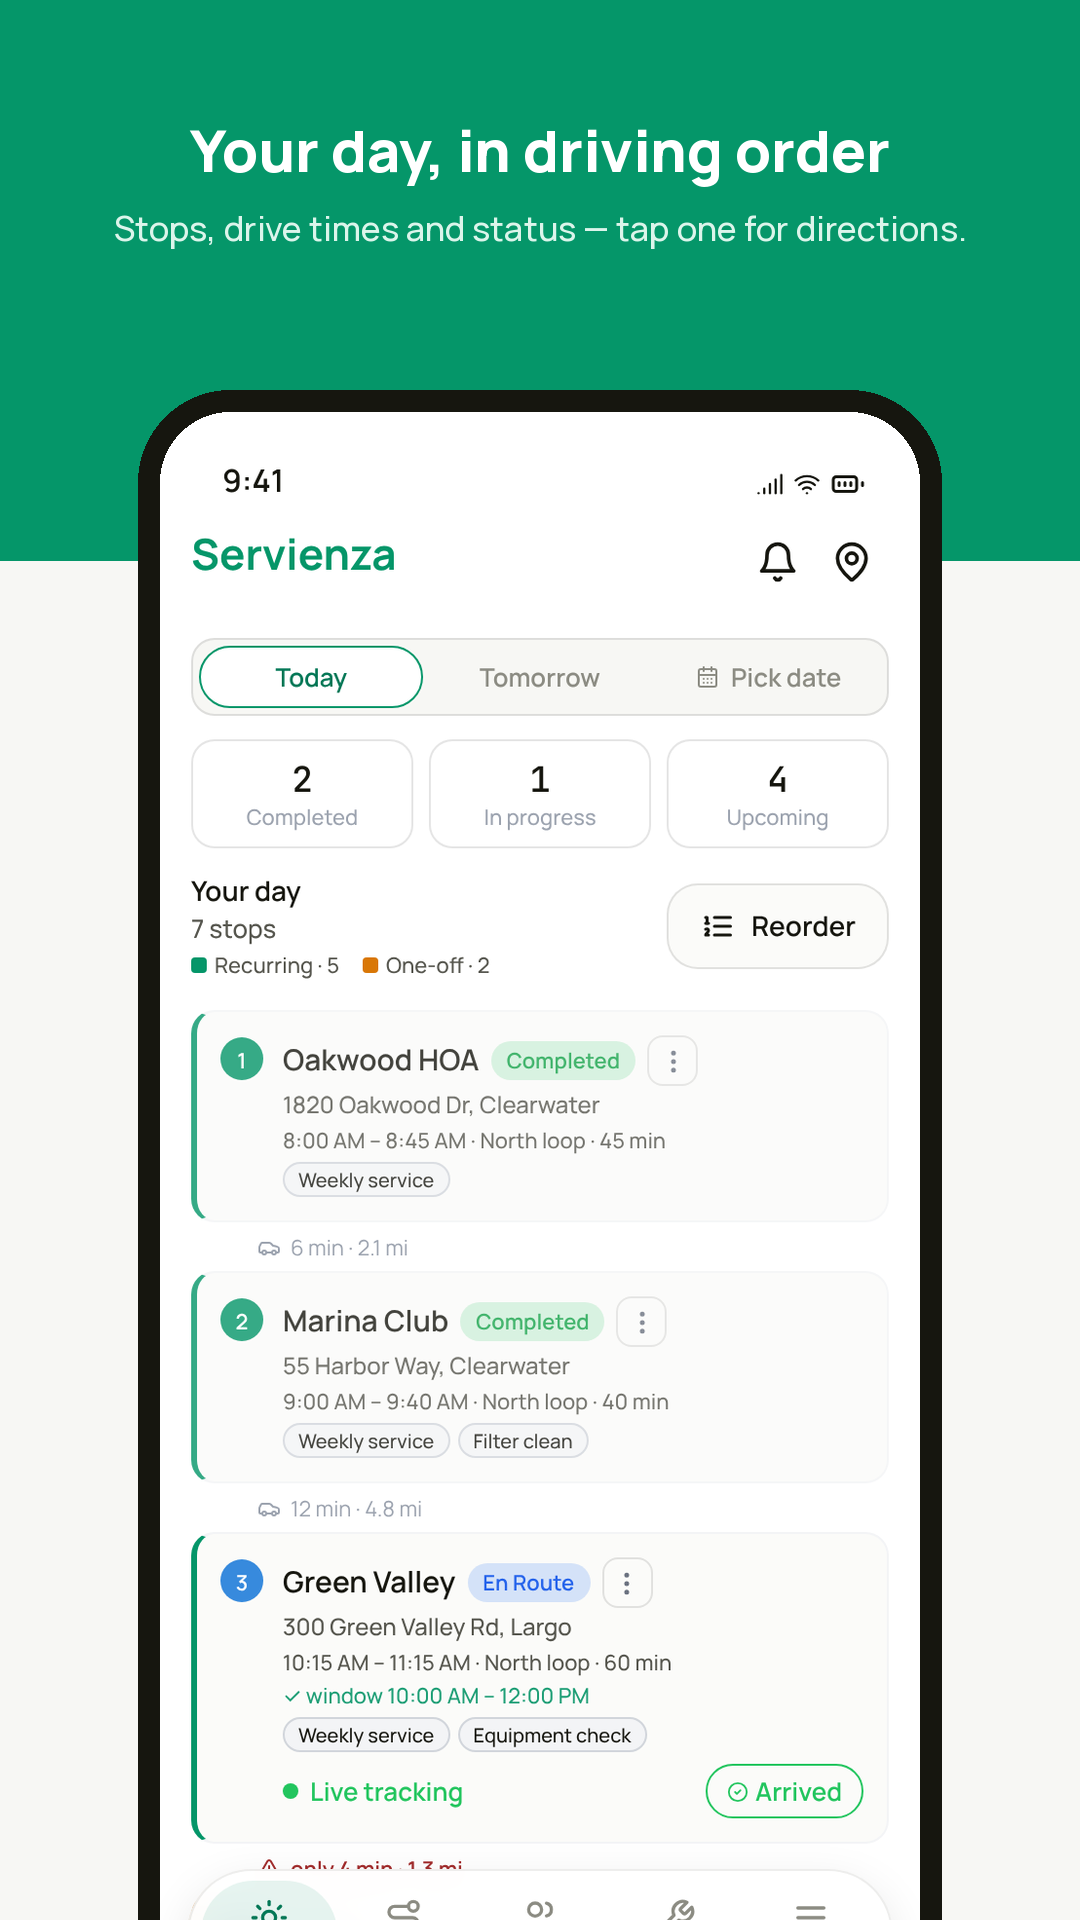 Your day, in driving order
Stops, drive times and status — tap one for directions.
9:41
Servienza
Today
Tomorrow
Pick date
2
Completed
1
In progress
4
Upcoming
Your day
7 stops
Recurring · 5
One-off · 2
Reorder
1
Oakwood HOA
Completed
1820 Oakwood Dr, Clearwater
8:00 AM – 8:45 AM · North loop · 45 min
Weekly service
6 min · 2.1 mi
2
Marina Club
Completed
55 Harbor Way, Clearwater
9:00 AM – 9:40 AM · North loop · 40 min
Weekly service
Filter clean
12 min · 4.8 mi
3
Green Valley
En Route
300 Green Valley Rd, Largo
10:15 AM – 11:15 AM · North loop · 60 min
window 10:00 AM – 12:00 PM
Weekly service
Equipment check
Live tracking
Arrived
only 4 min · 1.3 mi